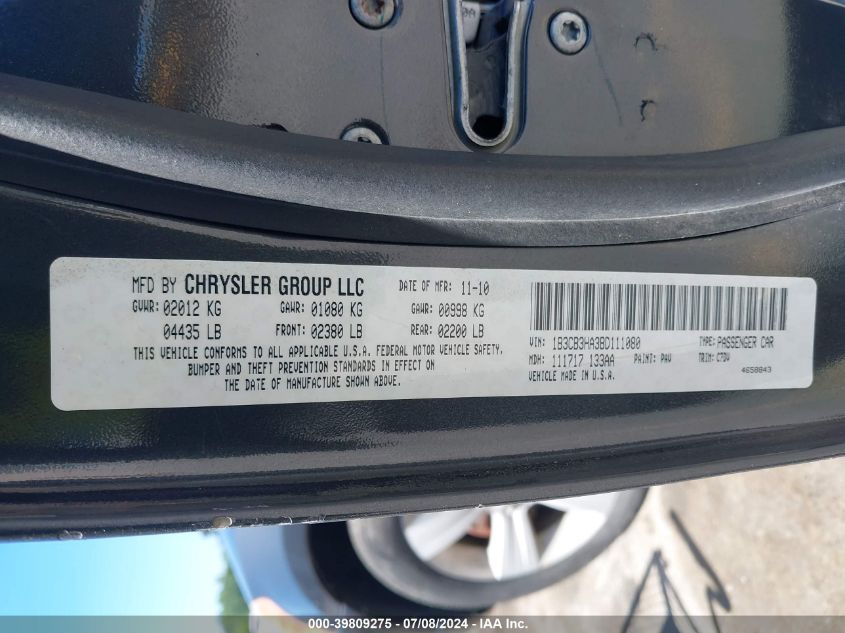 MFD BY CHRYSLER GROUP LLC DATE OF MFR: 11-10
GVWR: 02012 KG GAWR: 01080 KG GAWR: 00998 KG
04435 LB FRONT: 02380 LB REAR: 02200 LB
THIS VEHICLE CONFORMS TO ALL APPLICABLE U.S.A. FEDERAL MOTOR VEHICLE SAFETY,
BUMPER AND THEFT PREVENTION STANDARDS IN EFFECT ON
THE DATE OF MANUFACTURE SHOWN ABOVE.
VIN: 1B3CB3HA3BD111080 TYPE: PASSENGER CAR
MDH: 111717 133AA PAINT: PAV TRIM: C7DV
VEHICLE MADE IN U.S.A. 4658843
000-39809275 - 07/08/2024 - IAA Inc.